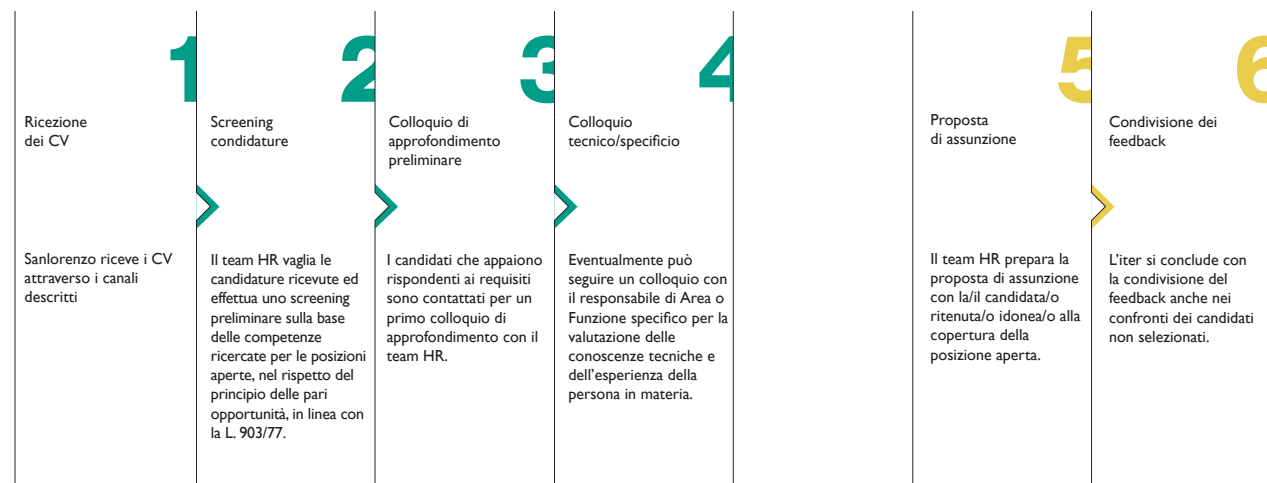 1
Ricezione
dei CV
Sanlorenzo riceve i CV
attraverso i canali
descritti
2
Screening
condidature
Il team HR vaglia le
candidature ricevute ed
effettua uno screening
preliminare sulla base
delle competenze
ricercate per le posizioni
aperte, nel rispetto del
principio delle pari
opportunità, in linea con
la L. 903/77.
3
Colloquio di
approfondimento
preliminare
I candidati che appaiono
rispondenti ai requisiti
sono contattati per un
primo colloquio di
approfondimento con il
team HR.
4
Colloquio
tecnico/specificio
Eventualmente può
seguire un colloquio con
il responsabile di Area o
Funzione specifico per la
valutazione delle
conoscenze tecniche e
dell'esperienza della
persona in materia.
5
Proposta
di assunzione
Il team HR prepara la
proposta di assunzione
con la/il candidata/o
ritenuta/o idonea/o alla
copertura della
posizione aperta.
6
Condivisione dei
feedback
L'iter si conclude con
la condivisione del
feedback anche nei
confronti dei candidati
non selezionati.